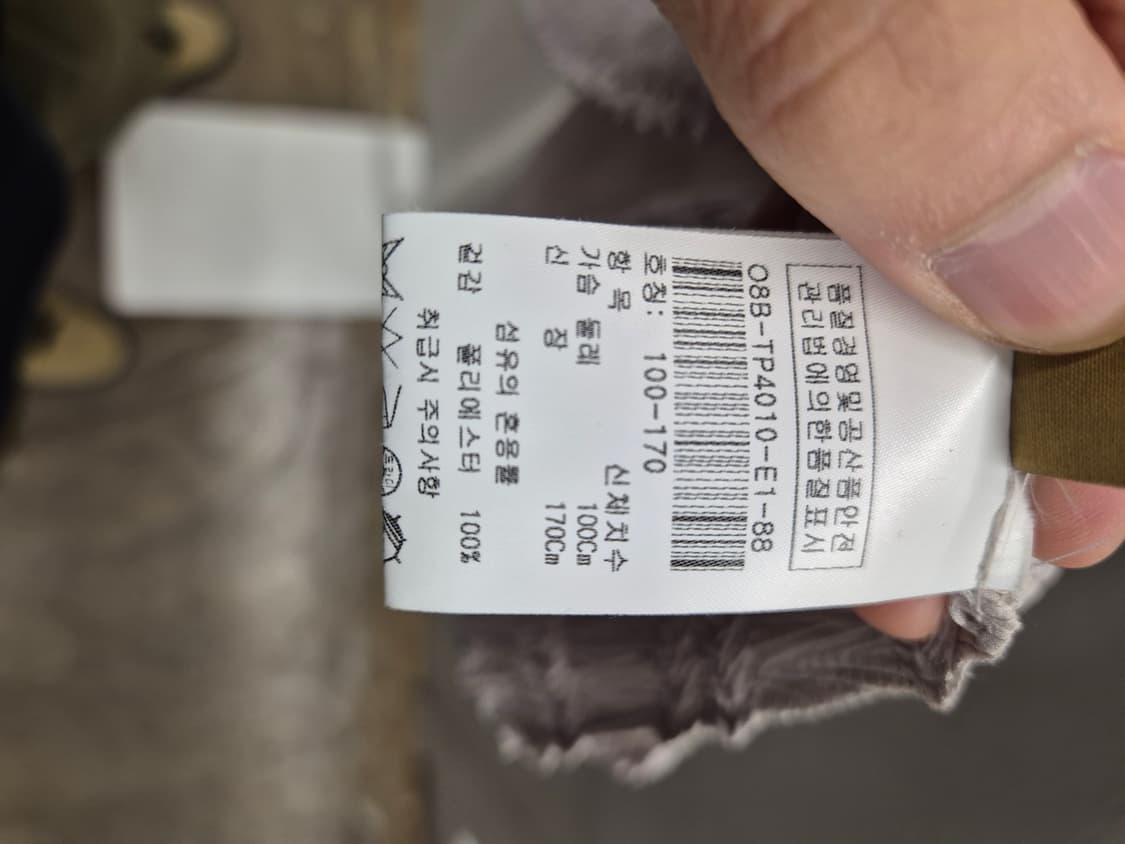 품질경영및공산품안전
관리법에의한품질표시
08B-TP4010-E1-88
호칭: 100-170
항 목 신체치수
가슴 둘레 100Cm
신 장 170Cm
섬유의 혼용률
겉감 폴리에스터 100%
취급시 주의사항